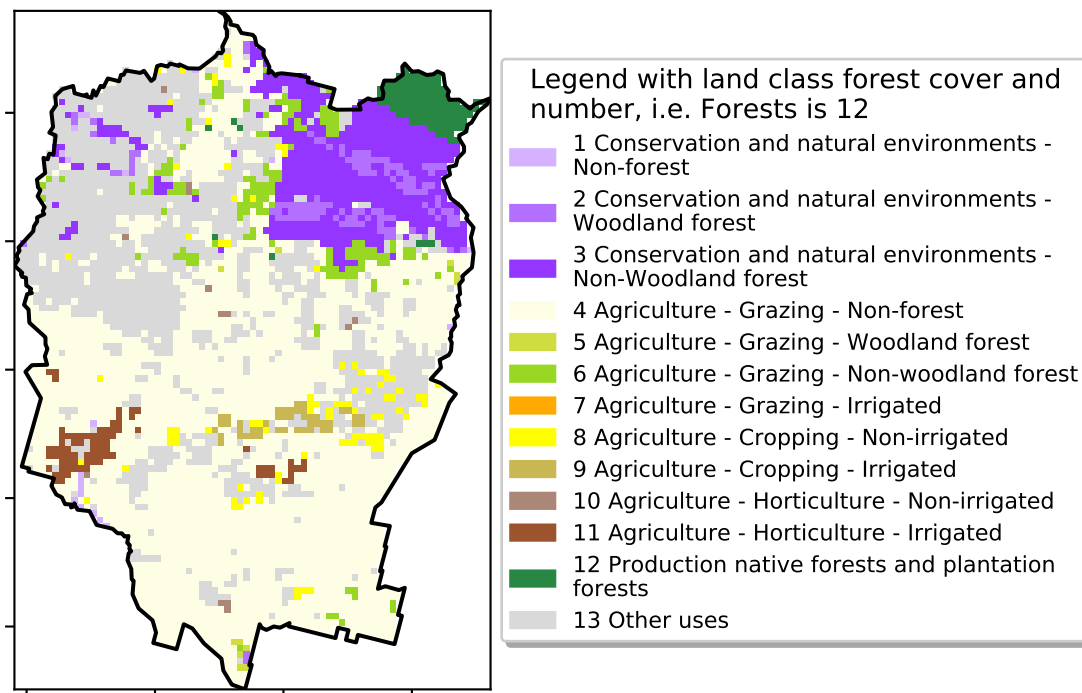 Legend with land class forest cover and
number, i.e. Forests is 12
1 Conservation and natural environments -
Non-forest
2 Conservation and natural environments -
Woodland forest
3 Conservation and natural environments -
Non-Woodland forest
4 Agriculture - Grazing - Non-forest
5 Agriculture - Grazing - Woodland forest
6 Agriculture - Grazing - Non-woodland forest
7 Agriculture - Grazing - Irrigated
8 Agriculture - Cropping - Non-irrigated
9 Agriculture - Cropping - Irrigated
10 Agriculture - Horticulture - Non-irrigated
11 Agriculture - Horticulture - Irrigated
12 Production native forests and plantation
forests
13 Other uses